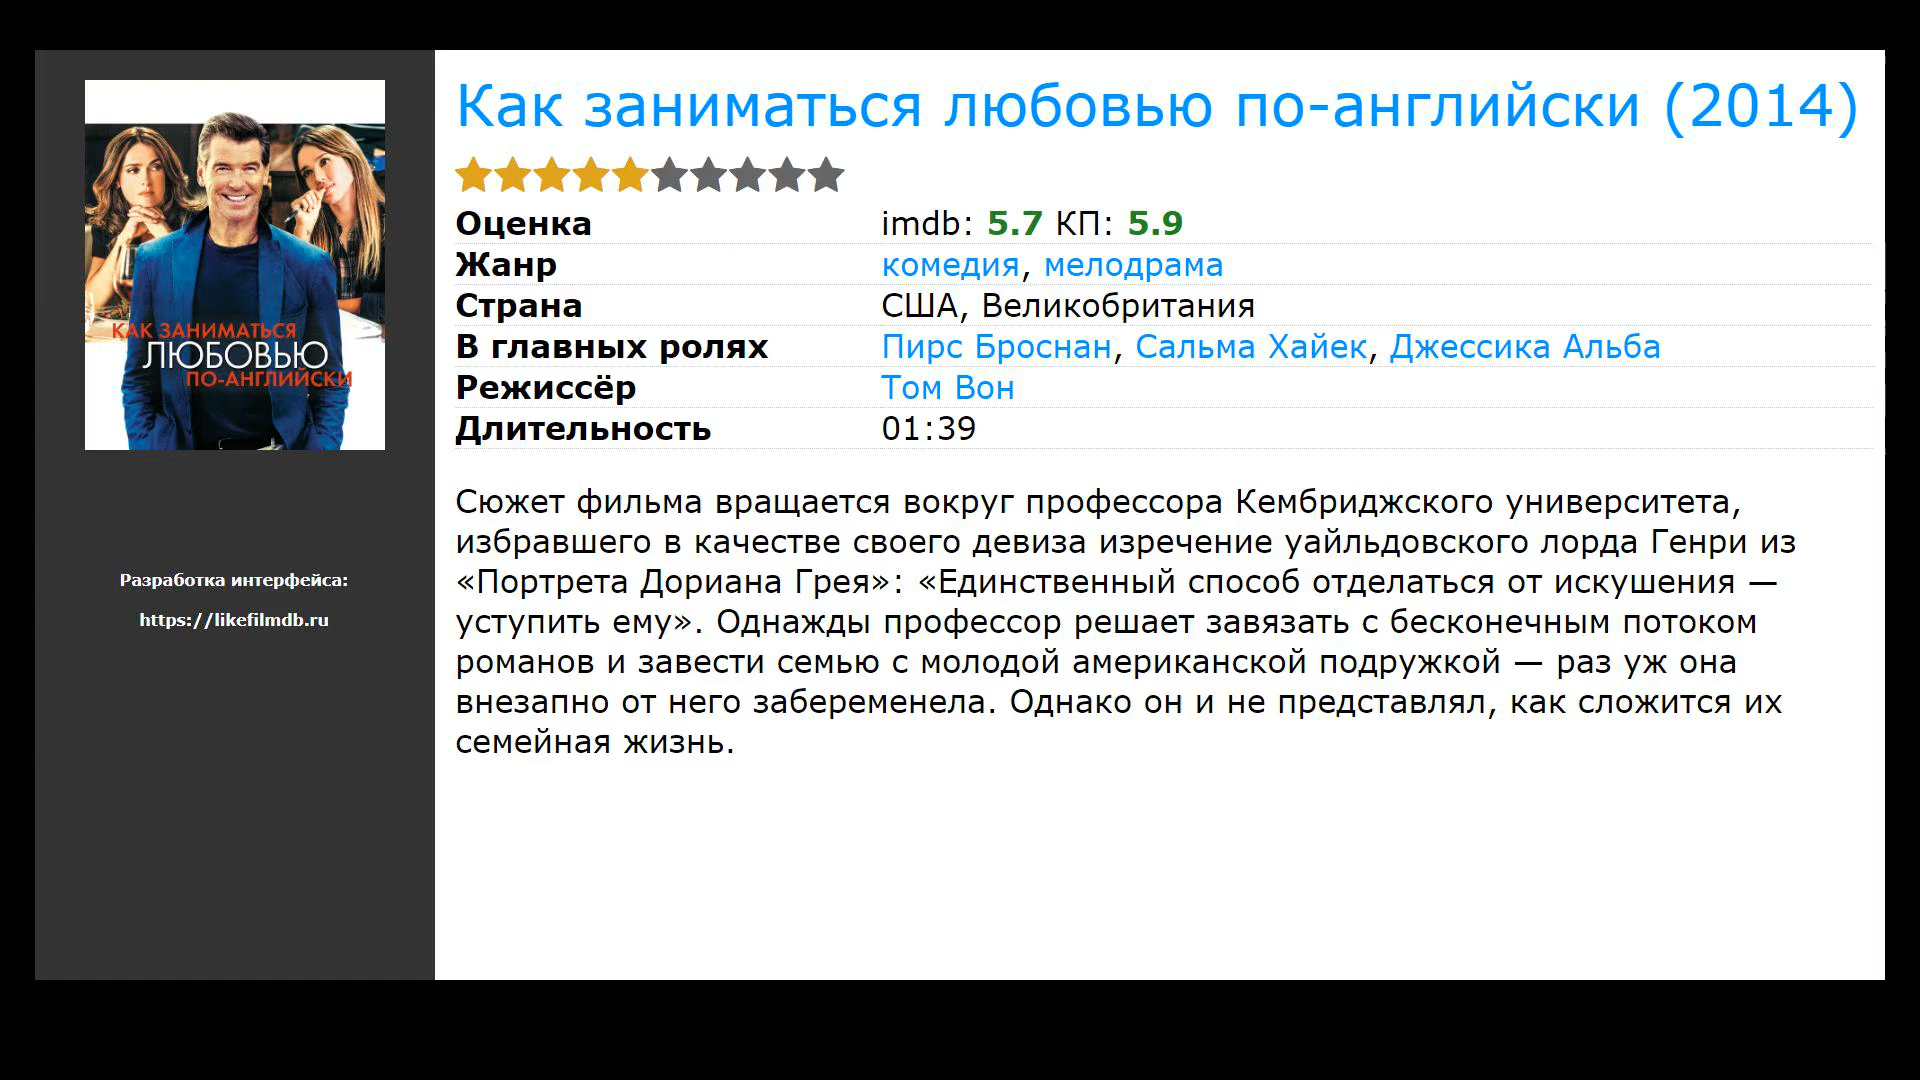 КАК ЗАНИМАТЬСЯ
ЛЮБОВЬЮ
ПО-АНГЛИЙСКИ
Разработка интерфейса:
https://likefilmdb.ru
Как заниматься любовью по-английски (2014)
Оценка imdb: 5.7 КП: 5.9
Жанр комедия, мелодрама
Страна США, Великобритания
В главных ролях Пирс Броснан, Сальма Хайек, Джессика Альба
Режиссёр Том Вон
Длительность 01:39
Сюжет фильма вращается вокруг профессора Кембриджского университета,
избравшего в качестве своего девиза изречение уайльдовского лорда Генри из
«Портрета Дориана Грея»: «Единственный способ отделаться от искушения —
уступить ему». Однажды профессор решает завязать с бесконечным потоком
романов и завести семью с молодой американской подружкой — раз уж она
внезапно от него забеременела. Однако он и не представлял, как сложится их
семейная жизнь.